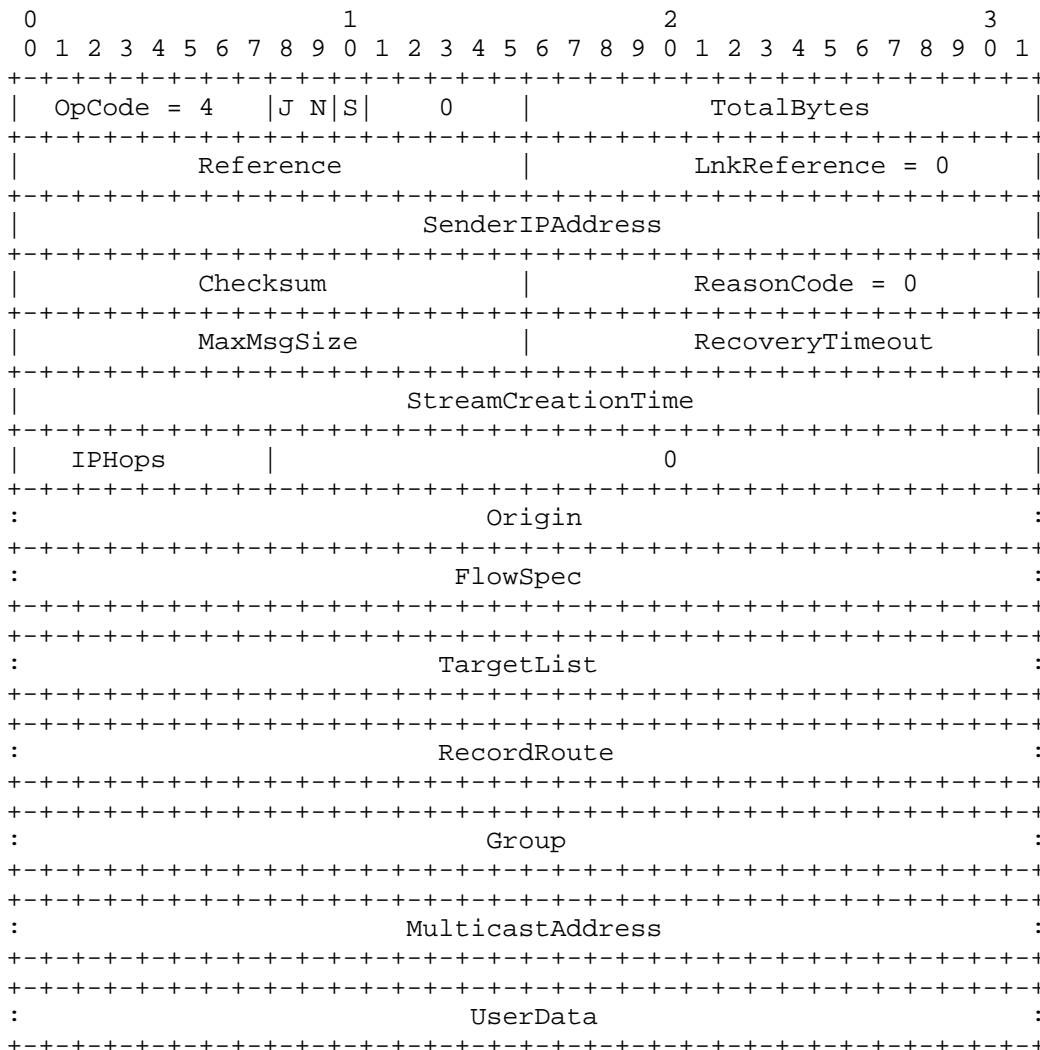 0                   1                   2                   3
 0 1 2 3 4 5 6 7 8 9 0 1 2 3 4 5 6 7 8 9 0 1 2 3 4 5 6 7 8 9 0 1
+-+-+-+-+-+-+-+-+-+-+-+-+-+-+-+-+-+-+-+-+-+-+-+-+-+-+-+-+-+-+-+-+
|  OpCode = 4   |J N|S|    0    |           TotalBytes          |
+-+-+-+-+-+-+-+-+-+-+-+-+-+-+-+-+-+-+-+-+-+-+-+-+-+-+-+-+-+-+-+-+
|           Reference           |          LnkReference = 0     |
+-+-+-+-+-+-+-+-+-+-+-+-+-+-+-+-+-+-+-+-+-+-+-+-+-+-+-+-+-+-+-+-+
|                         SenderIPAddress                       |
+-+-+-+-+-+-+-+-+-+-+-+-+-+-+-+-+-+-+-+-+-+-+-+-+-+-+-+-+-+-+-+-+
|           Checksum            |          ReasonCode = 0       |
+-+-+-+-+-+-+-+-+-+-+-+-+-+-+-+-+-+-+-+-+-+-+-+-+-+-+-+-+-+-+-+-+
|           MaxMsgSize          |          RecoveryTimeout      |
+-+-+-+-+-+-+-+-+-+-+-+-+-+-+-+-+-+-+-+-+-+-+-+-+-+-+-+-+-+-+-+-+
|                        StreamCreationTime                     |
+-+-+-+-+-+-+-+-+-+-+-+-+-+-+-+-+-+-+-+-+-+-+-+-+-+-+-+-+-+-+-+-+
|   IPHops      |                        0                      |
+-+-+-+-+-+-+-+-+-+-+-+-+-+-+-+-+-+-+-+-+-+-+-+-+-+-+-+-+-+-+-+-+
:                             Origin                            :
+-+-+-+-+-+-+-+-+-+-+-+-+-+-+-+-+-+-+-+-+-+-+-+-+-+-+-+-+-+-+-+-+
:                           FlowSpec                            :
+-+-+-+-+-+-+-+-+-+-+-+-+-+-+-+-+-+-+-+-+-+-+-+-+-+-+-+-+-+-+-+-+
+-+-+-+-+-+-+-+-+-+-+-+-+-+-+-+-+-+-+-+-+-+-+-+-+-+-+-+-+-+-+-+-+
:                          TargetList                           :
+-+-+-+-+-+-+-+-+-+-+-+-+-+-+-+-+-+-+-+-+-+-+-+-+-+-+-+-+-+-+-+-+
+-+-+-+-+-+-+-+-+-+-+-+-+-+-+-+-+-+-+-+-+-+-+-+-+-+-+-+-+-+-+-+-+
:                          RecordRoute                          :
+-+-+-+-+-+-+-+-+-+-+-+-+-+-+-+-+-+-+-+-+-+-+-+-+-+-+-+-+-+-+-+-+
+-+-+-+-+-+-+-+-+-+-+-+-+-+-+-+-+-+-+-+-+-+-+-+-+-+-+-+-+-+-+-+-+
:                             Group                             :
+-+-+-+-+-+-+-+-+-+-+-+-+-+-+-+-+-+-+-+-+-+-+-+-+-+-+-+-+-+-+-+-+
+-+-+-+-+-+-+-+-+-+-+-+-+-+-+-+-+-+-+-+-+-+-+-+-+-+-+-+-+-+-+-+-+
:                        MulticastAddress                       :
+-+-+-+-+-+-+-+-+-+-+-+-+-+-+-+-+-+-+-+-+-+-+-+-+-+-+-+-+-+-+-+-+
+-+-+-+-+-+-+-+-+-+-+-+-+-+-+-+-+-+-+-+-+-+-+-+-+-+-+-+-+-+-+-+-+
:                            UserData                           :
+-+-+-+-+-+-+-+-+-+-+-+-+-+-+-+-+-+-+-+-+-+-+-+-+-+-+-+-+-+-+-+-+